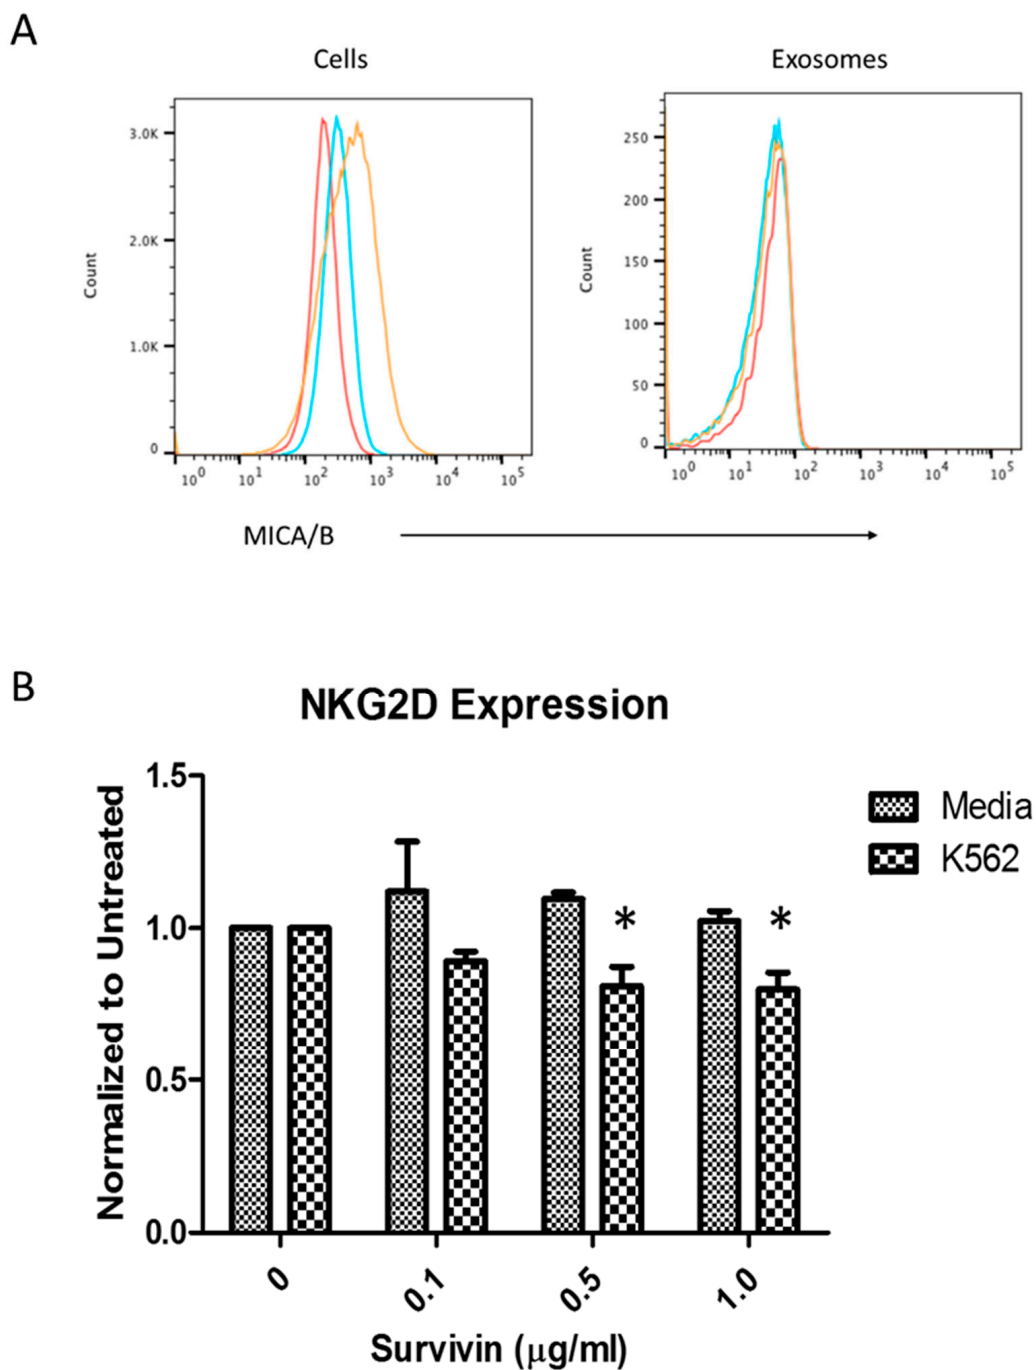 A
Cells
Exosomes
3.0K
2.0K
1.0K
0
Count
10^0 10^1 10^2 10^3 10^4 10^5
250
200
150
100
50
0
Count
10^0 10^1 10^2 10^3 10^4 10^5
MICA/B
B
NKG2D Expression
Normalized to Untreated
1.5
1.0
0.5
0.0
* *
Media
K562
0 0.1 0.5 1.0
Survivin (μg/ml)